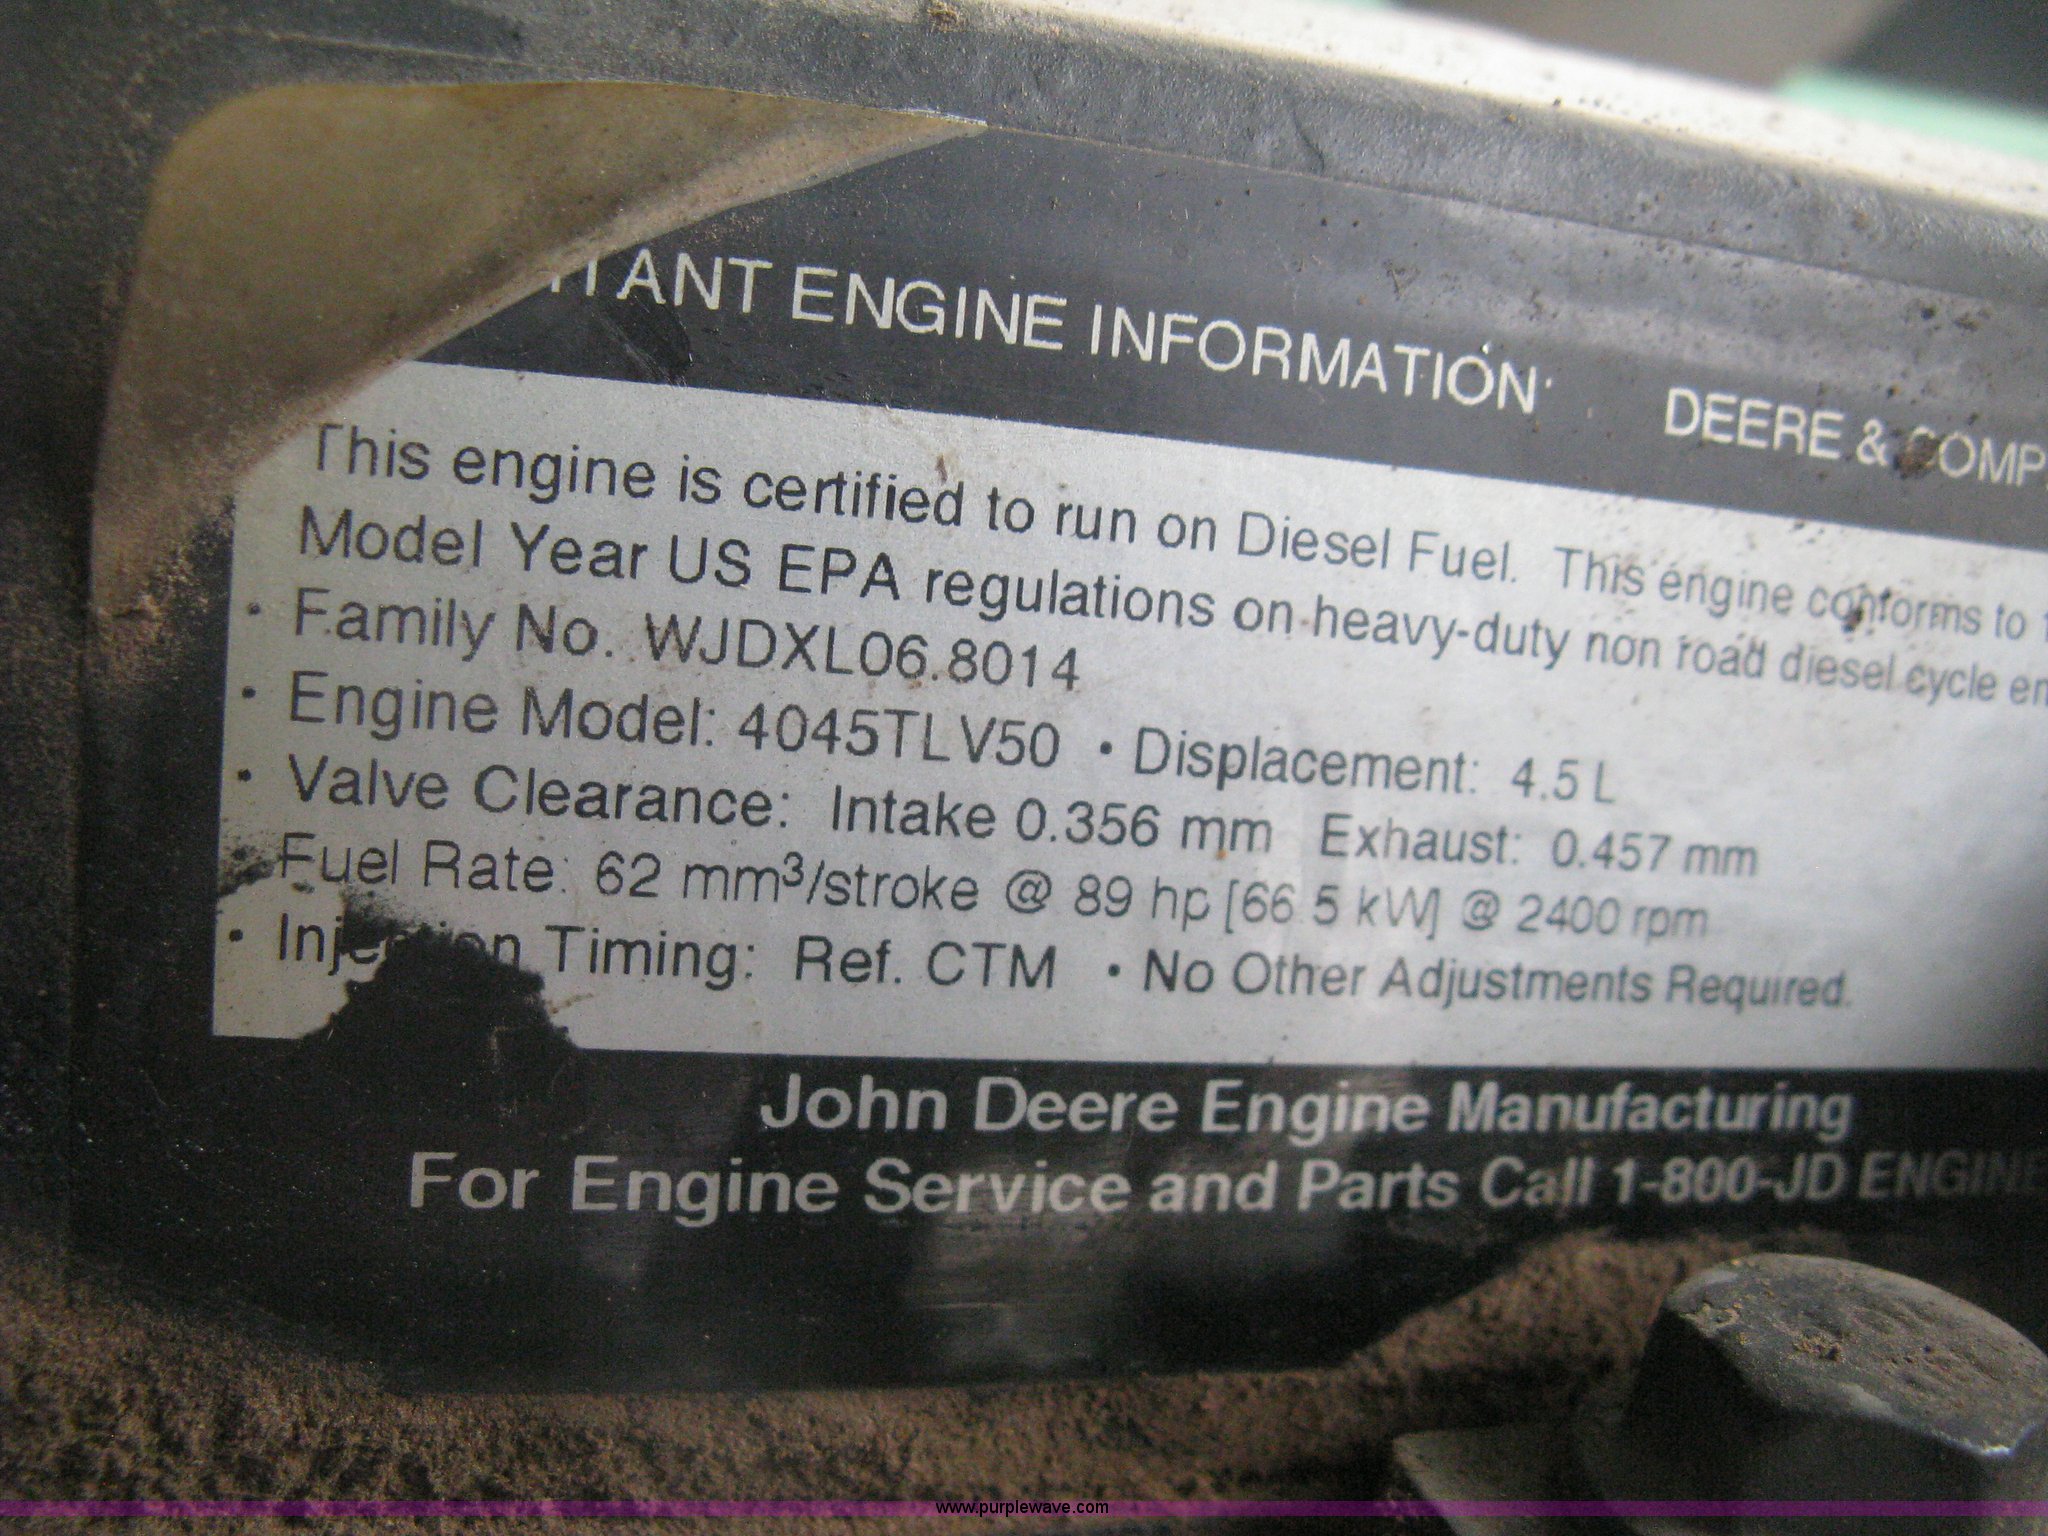 ANT ENGINE INFORMATION DEERE & COMP
This engine is certified to run on Diesel Fuel. This engine conforms to
Model Year US EPA regulations on heavy-duty non road diesel cycle en
• Family No. WJDXL06.8014
• Engine Model: 4045TLV50 • Displacement: 4.5 L
• Valve Clearance: Intake 0.356 mm Exhaust: 0.457 mm
Fuel Rate: 62 mm³/stroke @ 89 hp [66.5 kW] @ 2400 rpm
• Injection Timing: Ref. CTM • No Other Adjustments Required.
John Deere Engine Manufacturing
For Engine Service and Parts Call 1-800-JD ENGINE
www.purplewave.com